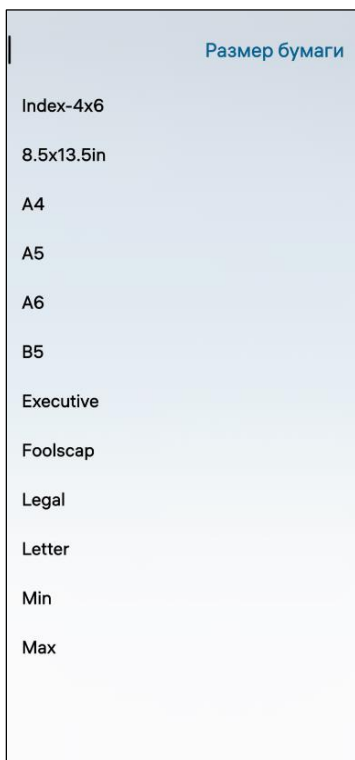 Размер бумаги
Index-4x6
8.5x13.5in
A4
A5
A6
B5
Executive
Foolscap
Legal
Letter
Min
Max